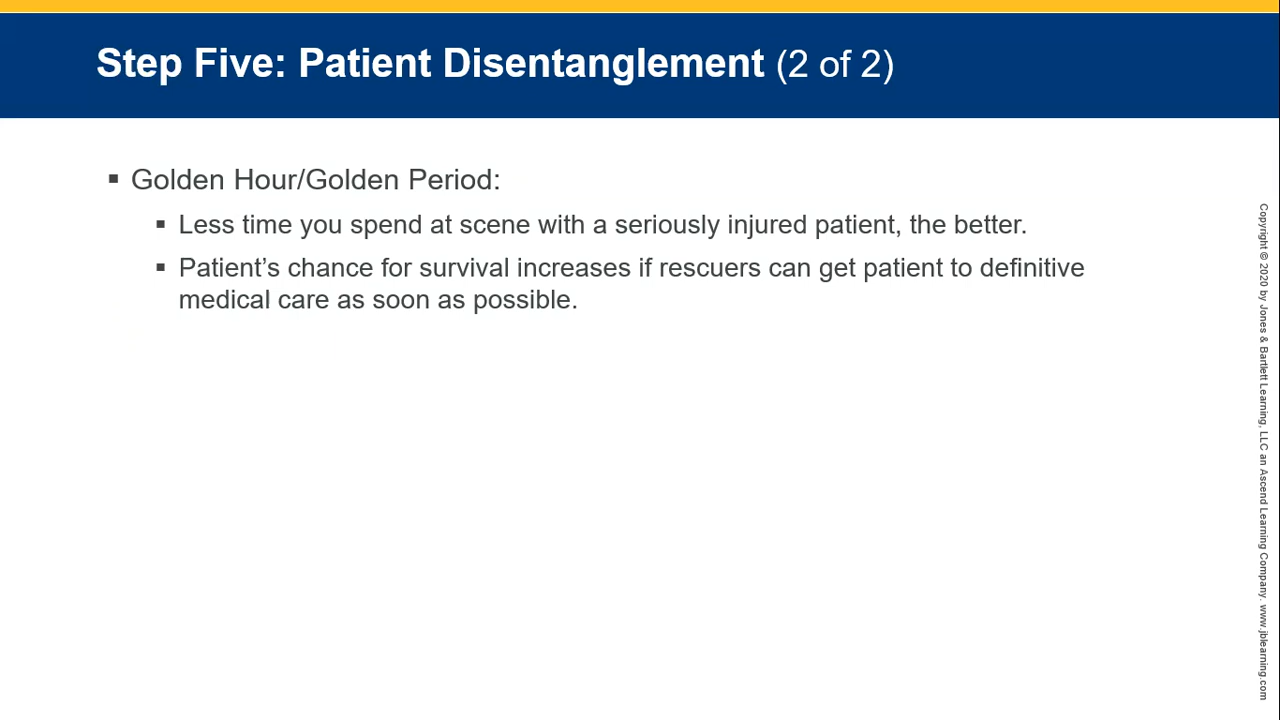 Step Five: Patient Disentanglement (2 of 2)
▪ Golden Hour/Golden Period:
▪ Less time you spend at scene with a seriously injured patient, the better.
▪ Patient’s chance for survival increases if rescuers can get patient to definitive
medical care as soon as possible.
Copyright © 2020 by Jones & Bartlett Learning, LLC an Ascend Learning Company. www.jblearning.com